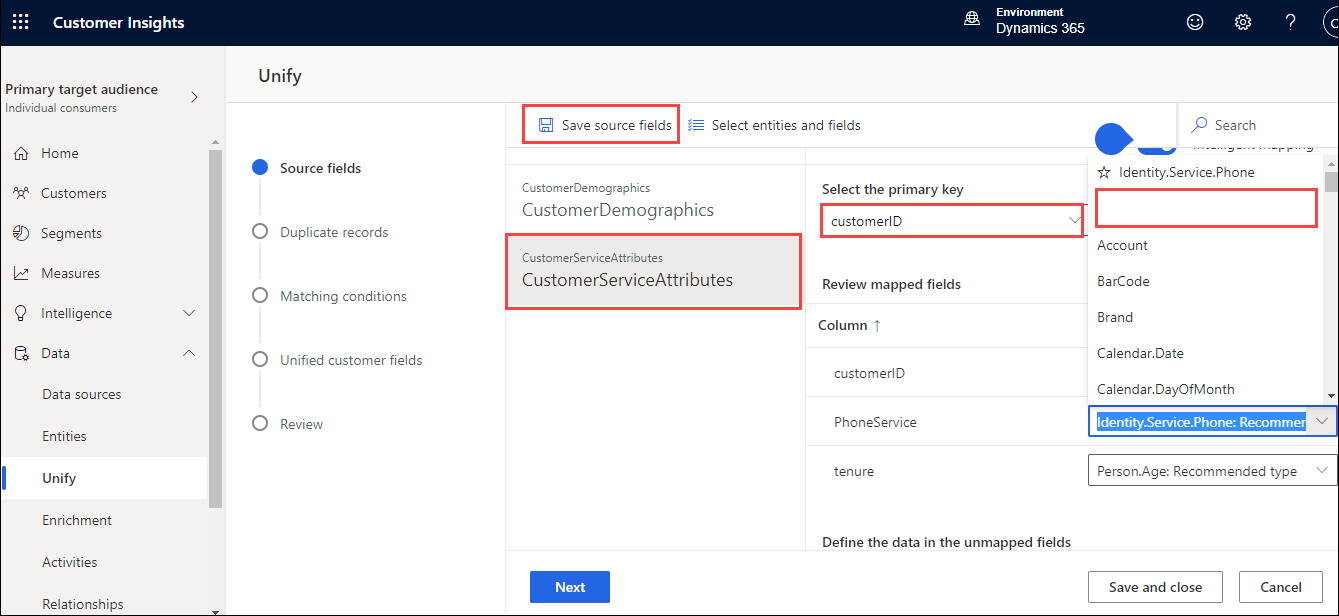 Customer Insights
Environment
Dynamics 365
?
Primary target audience
Individual consumers
Home
Customers
Segments
Measures
Intelligence
Data
Data sources
Entities
Unify
Enrichment
Activities
Relationships
Unify
Source fields
Duplicate records
Matching conditions
Unified customer fields
Review
Save source fields
Select entities and fields
Search
CustomerDemographics
CustomerDemographics
CustomerServiceAttributes
CustomerServiceAttributes
Intelligent mapping
Select the primary key
customerID
Review mapped fields
Column ↑
customerID
PhoneService
tenure
Identity.Service.Phone
Account
BarCode
Brand
Calendar.Date
Calendar.DayOfMonth
Identity.Service.Phone: Recommer
Person.Age: Recommended type
Define the data in the unmapped fields
Next
Save and close
Cancel